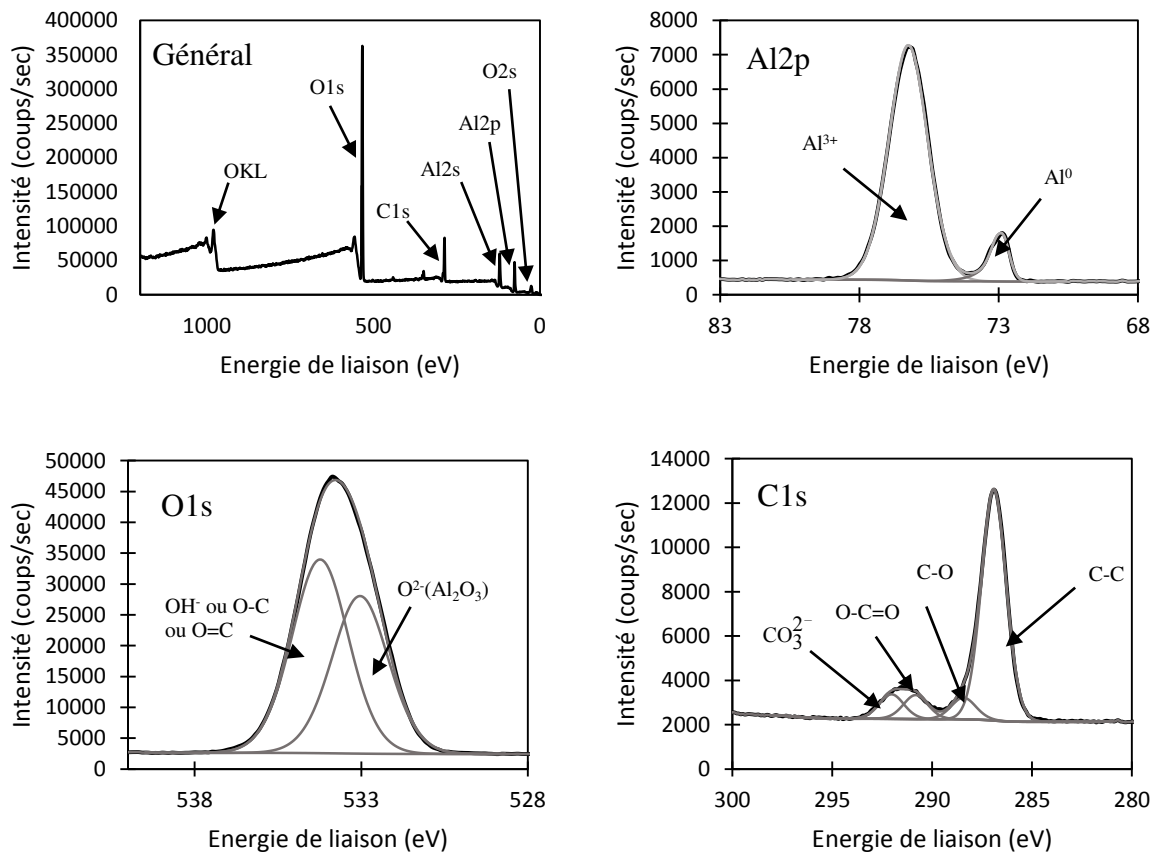 Général
Intensité (coups/sec)
400000
350000
300000
250000
200000
150000
100000
50000
0
OKL
O1s
C1s
Al2s
Al2p
O2s
1000
500
0
Energie de liaison (eV)
Al2p
Intensité (coups/sec)
8000
7000
6000
5000
4000
3000
2000
1000
0
Al³⁺
Al⁰
83
78
73
68
Energie de liaison (eV)
O1s
Intensité (coups/sec)
50000
45000
40000
35000
30000
25000
20000
15000
10000
5000
0
OH⁻ ou O-C
ou O=C
O²⁻(Al₂O₃)
538
533
528
Energie de liaison (eV)
C1s
Intensité (coups/sec)
14000
12000
10000
8000
6000
4000
2000
0
CO₃²⁻
O-C=O
C-O
C-C
300
295
290
285
280
Energie de liaison (eV)